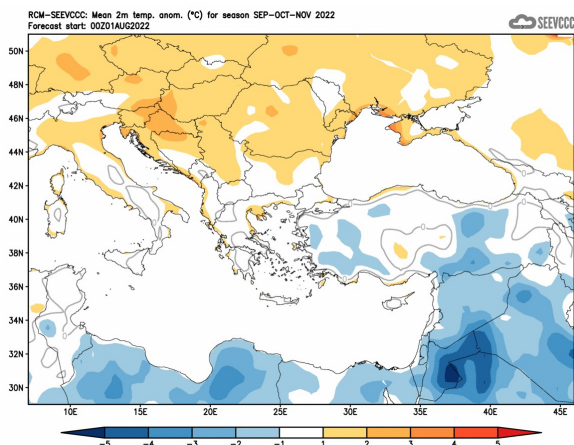 RCM-SEEVCCC: Mean 2m temp. anom. (°C) for season SEP-OCT-NOV 2022
Forecast start: 00Z01AUG2022
SEEVCCC
50N
48N
46N
44N
42N
40N
38N
36N
34N
32N
30N
10E 15E 20E 25E 30E 35E 40E 45E
-5 -4 -3 -2 -1 1 2 3 4 5